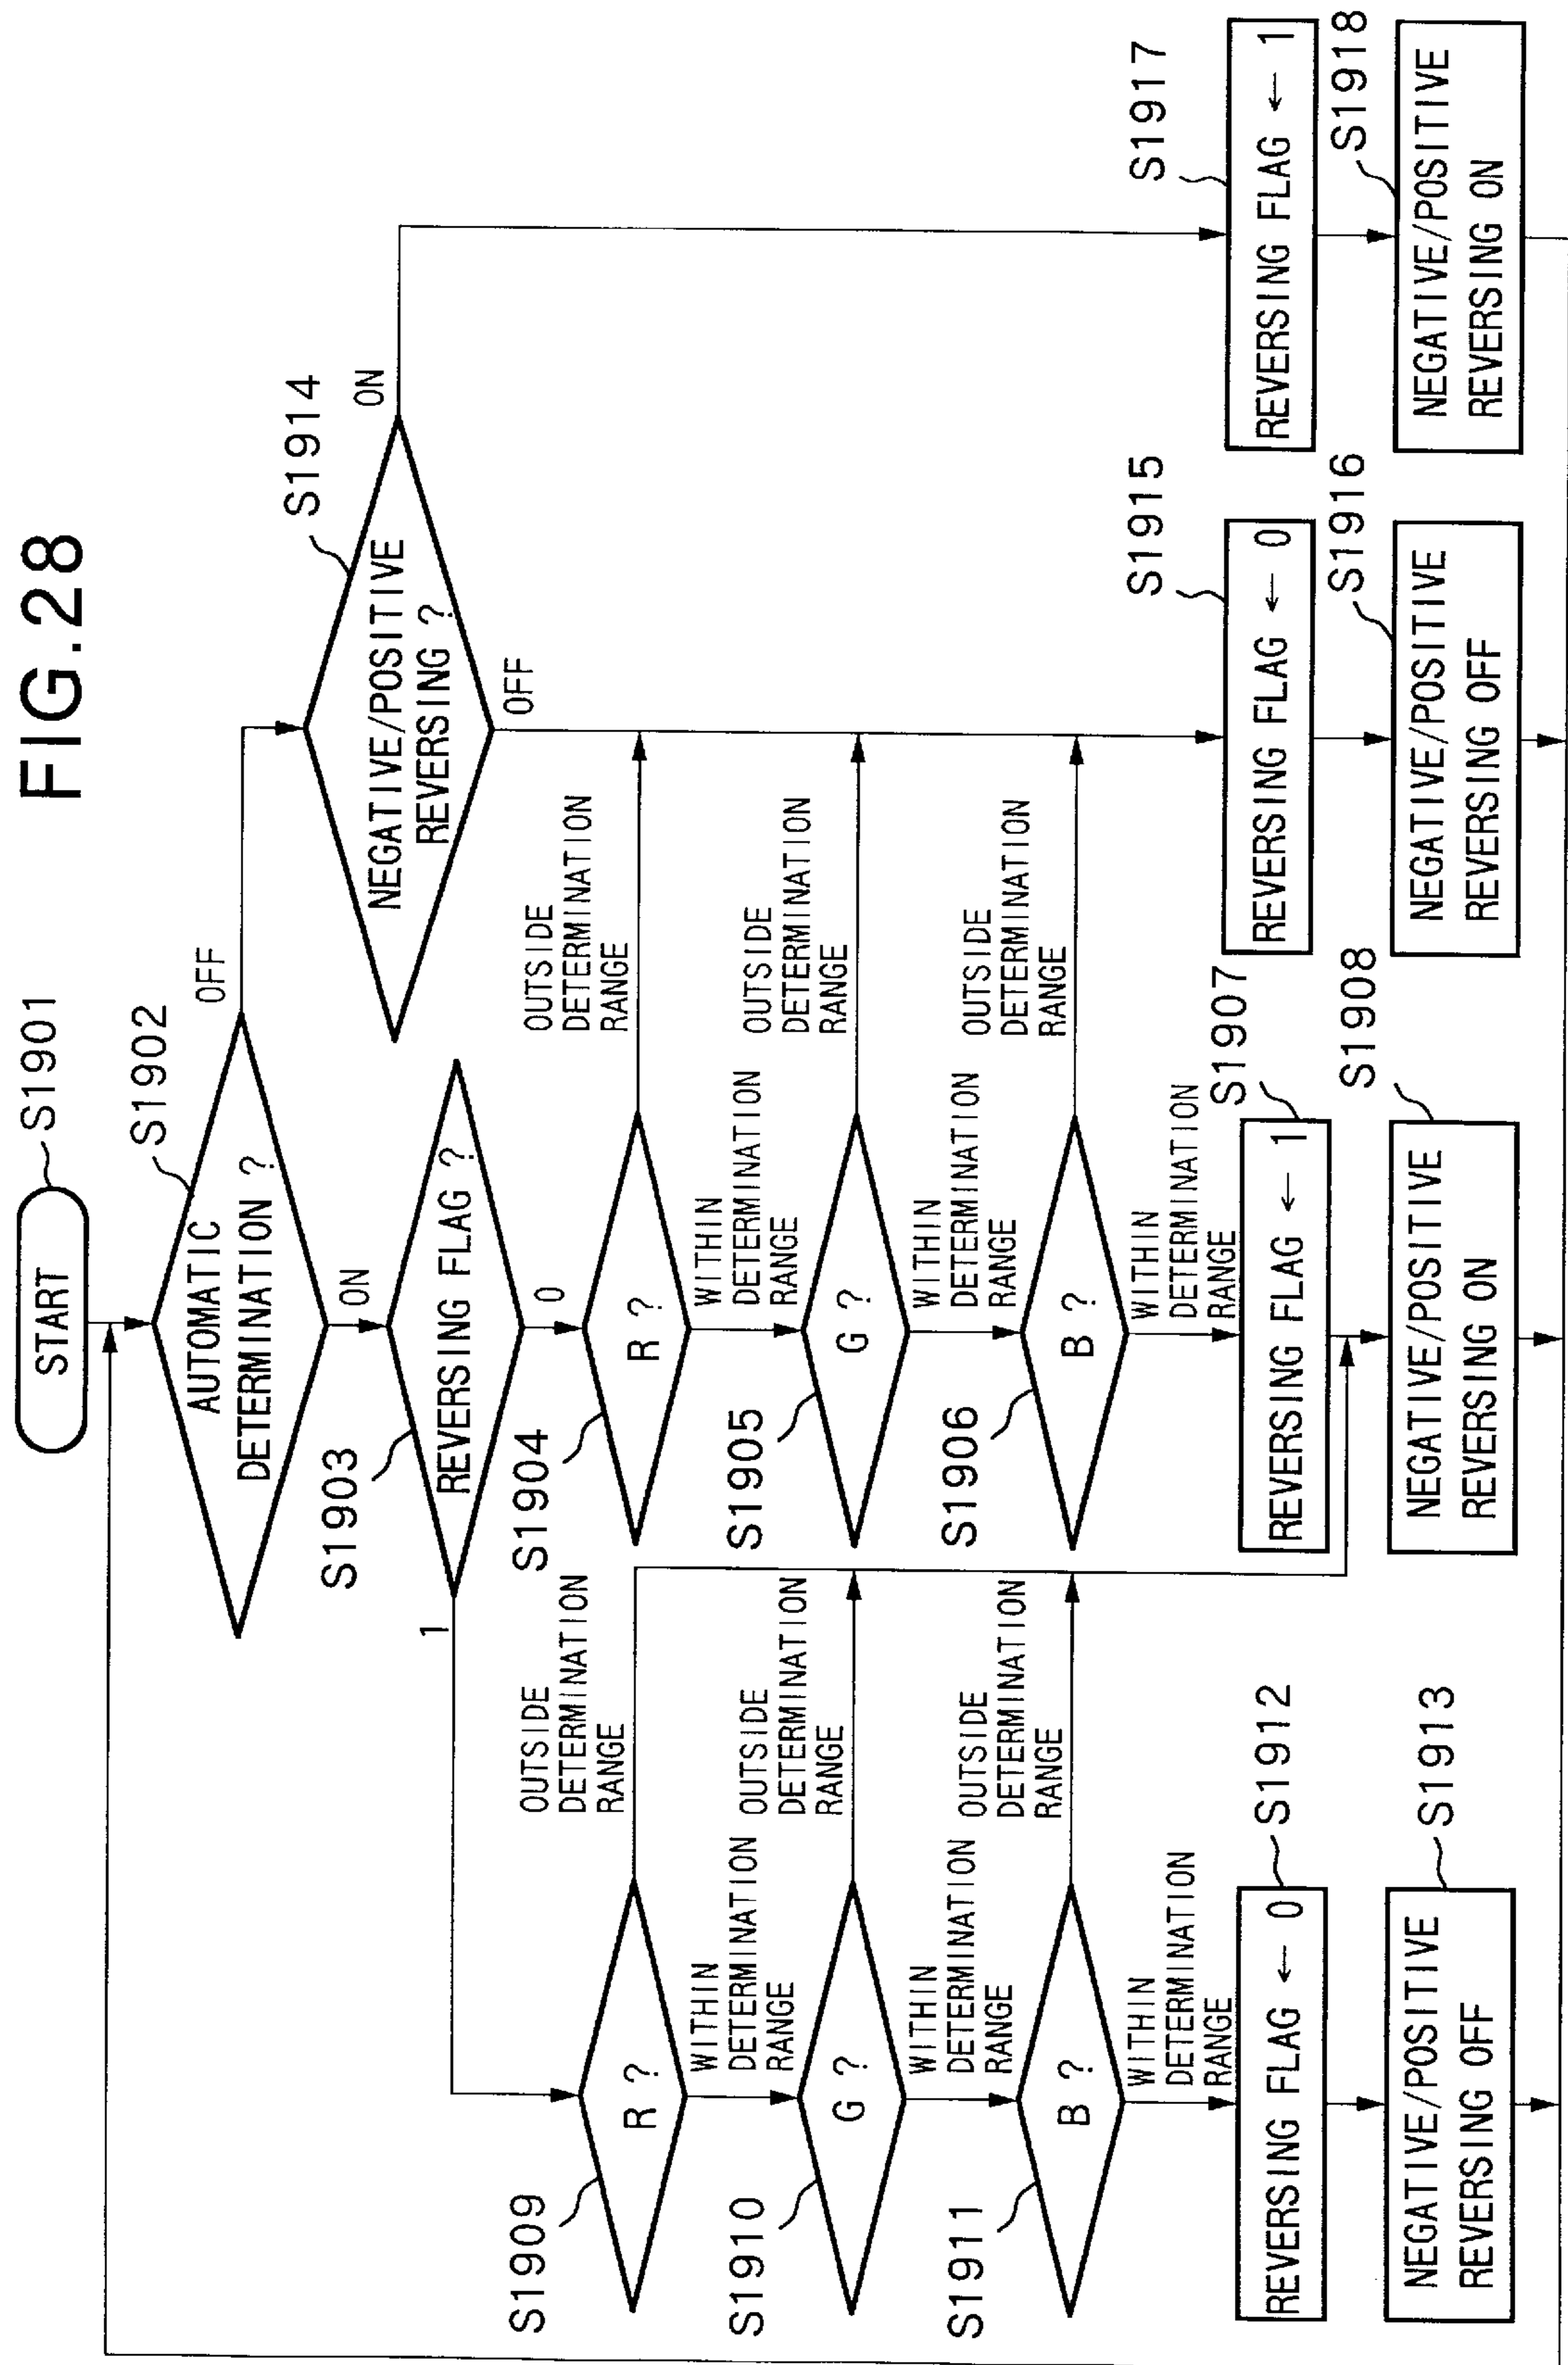 FIG.28
START
S1901
AUTOMATIC
DETERMINATION ?
S1902
OFF
ON
REVERSING FLAG ?
S1903
1
0
NEGATIVE/POSITIVE
REVERSING ?
S1914
ON
OFF
R ?
S1904
OUTSIDE
DETERMINATION
RANGE
WITHIN
DETERMINATION
RANGE
G ?
S1905
OUTSIDE
DETERMINATION
RANGE
WITHIN
DETERMINATION
RANGE
B ?
S1906
OUTSIDE
DETERMINATION
RANGE
WITHIN
DETERMINATION
RANGE
REVERSING FLAG ← 1
S1907
NEGATIVE/POSITIVE
REVERSING ON
S1908
R ?
S1909
OUTSIDE
DETERMINATION
RANGE
WITHIN
DETERMINATION
RANGE
G ?
S1910
OUTSIDE
DETERMINATION
RANGE
WITHIN
DETERMINATION
RANGE
B ?
S1911
OUTSIDE
DETERMINATION
RANGE
WITHIN
DETERMINATION
RANGE
REVERSING FLAG ← 0
S1912
NEGATIVE/POSITIVE
REVERSING OFF
S1913
REVERSING FLAG ← 0
S1915
NEGATIVE/POSITIVE
REVERSING OFF
S1916
REVERSING FLAG ← 1
S1917
NEGATIVE/POSITIVE
REVERSING ON
S1918